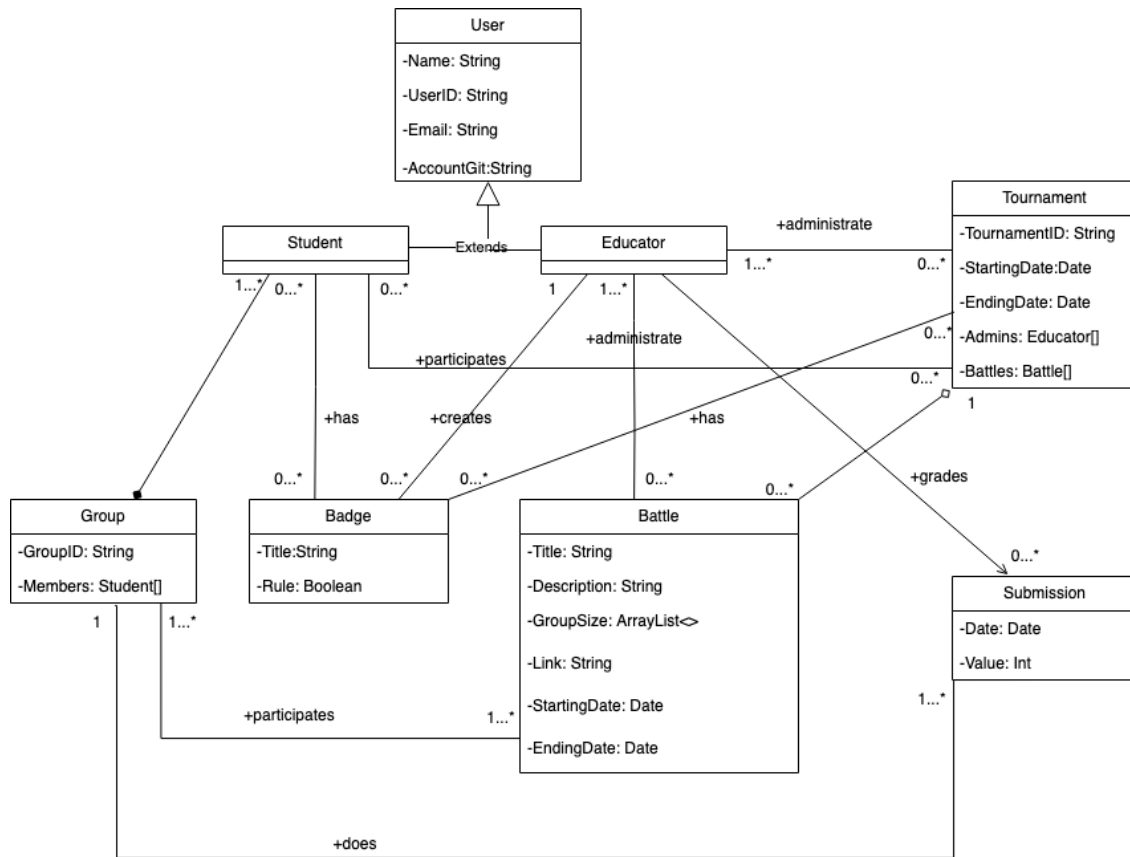 User
-Name: String
-UserID: String
-Email: String
-AccountGit:String
Student
Extends
Educator
+administrate
1...*
0...*
Tournament
-TournamentID: String
-StartingDate:Date
-EndingDate: Date
-Admins: Educator[]
-Battles: Battle[]
1...*
0...*
0...*
1
1...*
+administrate
0...*
+participates
0...*
1
+has
+creates
+has
+grades
0...*
0...*
0...*
0...*
0...*
0...*
Group
-GroupID: String
-Members: Student[]
Badge
-Title:String
-Rule: Boolean
Battle
-Title: String
-Description: String
-GroupSize: ArrayList<>
-Link: String
-StartingDate: Date
-EndingDate: Date
Submission
-Date: Date
-Value: Int
1
1...*
+participates
1...*
1...*
+does